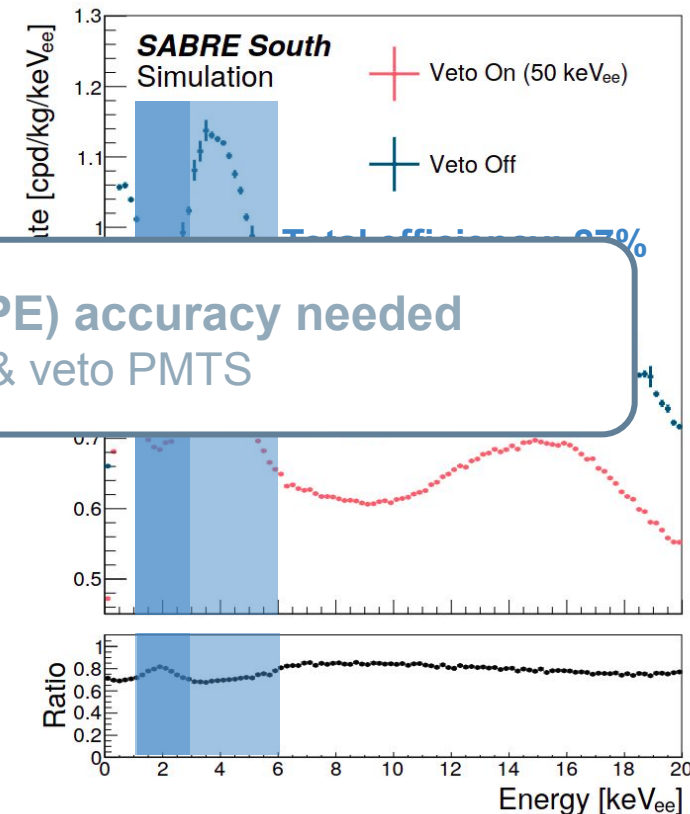 1.3
SABRE South
Simulation
Veto On (50 keVee)
1.2
1.1
Veto Off
1
[cpd/kg/keVee]
PE) accuracy needed
& veto PMTS
0.7
0.6
0.5
1
0.8
0.6
0.4
0.2
0
Ratio
0 2 4 6 8 10 12 14 16 18 20
Energy [keVee]